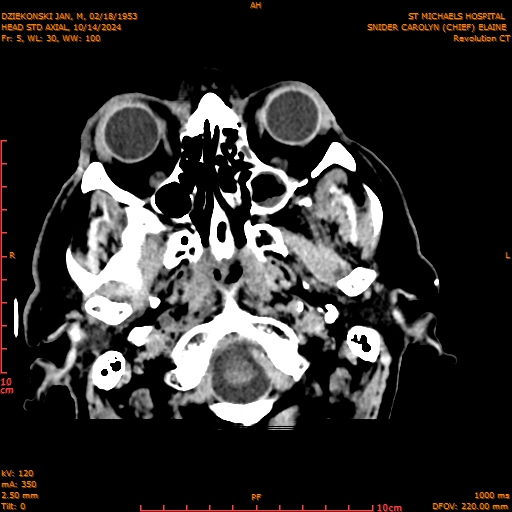 AH
DZIEKONSKI JAN, M, 02/18/1953
HEAD STD AXIAL, 10/14/2024
Fr: 5, WL: 30, WW: 100
ST MICHAELS HOSPITAL
SNIDER CAROLYN (CHIEF) ELAINE
Revolution CT
R
L
10
cm
kV: 120
mA: 350
2.50 mm
Tilt: 0
PF
10cm
1000 ms
DFOV: 220.00 mm